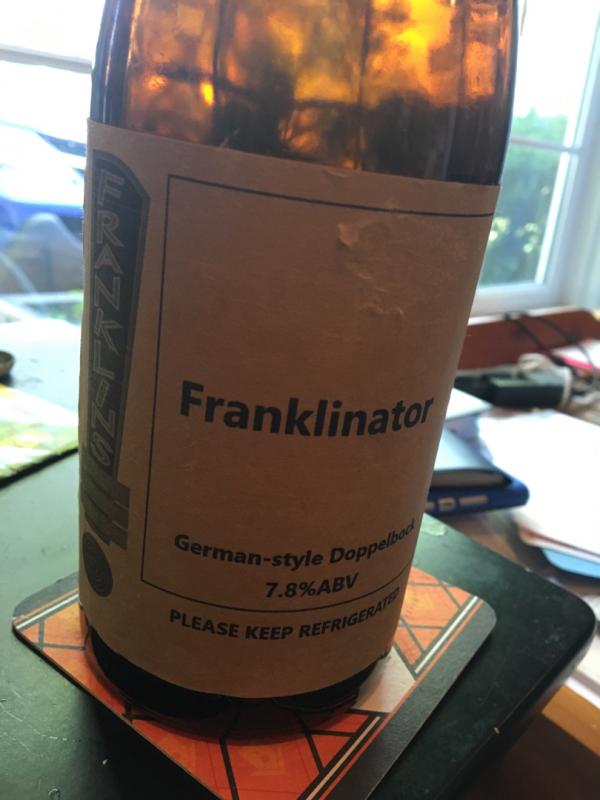 FRANKLINS
Franklinator
German-style Doppelbock
7.8%ABV
PLEASE KEEP REFRIGERATED